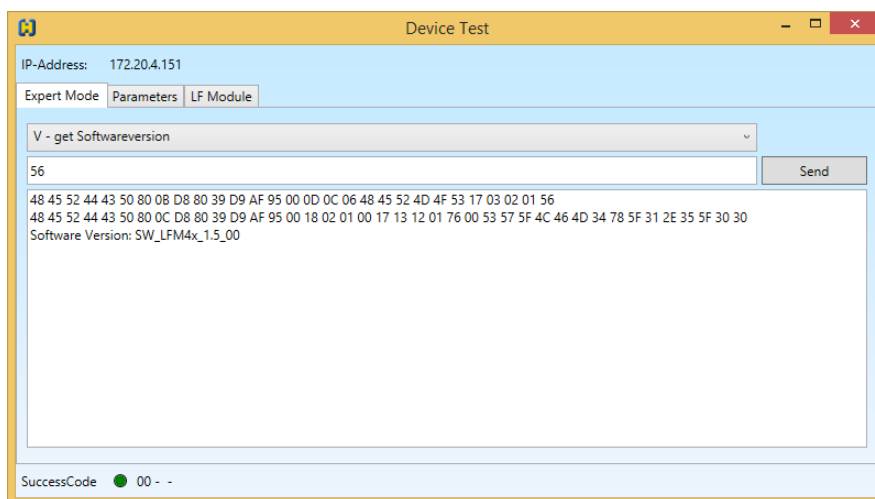 Device Test
IP-Address: 172.20.4.151
Expert Mode Parameters LF Module
V - get Softwareversion
56 Send
48 45 52 44 43 50 80 0B D8 80 39 D9 AF 95 00 0D 0C 06 48 45 52 4D 4F 53 17 03 02 01 56
48 45 52 44 43 50 80 0C D8 80 39 D9 AF 95 00 18 02 01 00 17 13 12 01 76 00 53 57 5F 4C 46 4D 34 78 5F 31 2E 35 5F 30 30
Software Version: SW_LFM4x_1.5_00
SuccessCode 00 - -